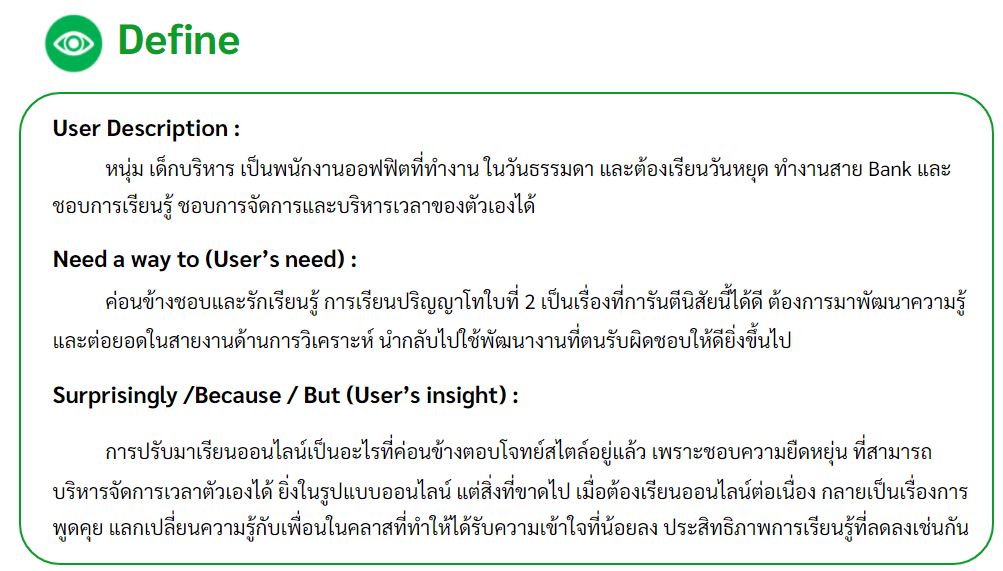 Define
User Description :
หนุ่ม เด็กบริหาร เป็นพนักงานออฟฟิตที่ทำงาน ในวันธรรมดา และต้องเรียนวันหยุด ทำงานสาย Bank และ
ชอบการเรียนรู้ ชอบการจัดการและบริหารเวลาของตัวเองได้
Need a way to (User’s need) :
ค่อนข้างชอบและรักเรียนรู้ การเรียนปริญญาโทใบที่ 2 เป็นเรื่องที่การันตีนิสัยนี้ได้ดี ต้องการมาพัฒนาความรู้
และต่อยอดในสายงานด้านการวิเคราะห์ นำกลับไปใช้พัฒนางานที่ตนรับผิดชอบให้ดียิ่งขึ้นไป
Surprisingly /Because / But (User’s insight) :
การปรับมาเรียนออนไลน์เป็นอะไรที่ค่อนข้างตอบโจทย์สไตล์อยู่แล้ว เพราะชอบความยืดหยุ่น ที่สามารถ
บริหารจัดการเวลาตัวเองได้ ยิ่งในรูปแบบออนไลน์ แต่สิ่งที่ขาดไป เมื่อต้องเรียนออนไลน์ต่อเนื่อง กลายเป็นเรื่องการ
พูดคุย แลกเปลี่ยนความรู้กับเพื่อนในคลาสที่ทำให้ได้รับความเข้าใจที่น้อยลง ประสิทธิภาพการเรียนรู้ที่ลดลงเช่นกัน